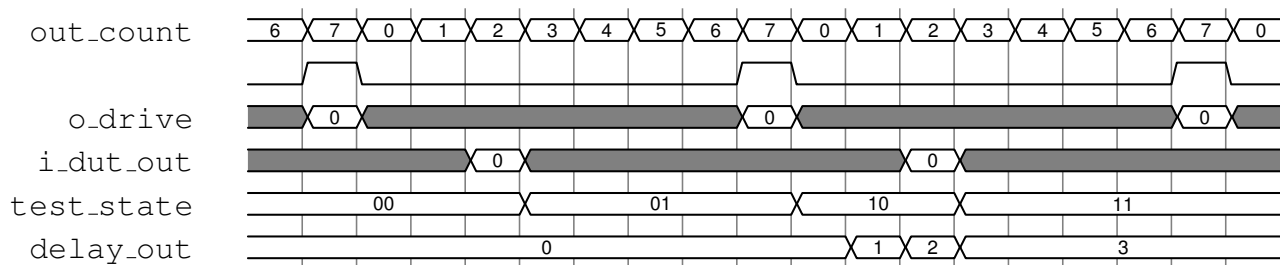 out_count 6 7 0 1 2 3 4 5 6 7 0 1 2 3 4 5 6 7 0
o_drive 0 0 0
i_dut_out 0 0
test_state 00 01 10 11
delay_out 0 1 2 3